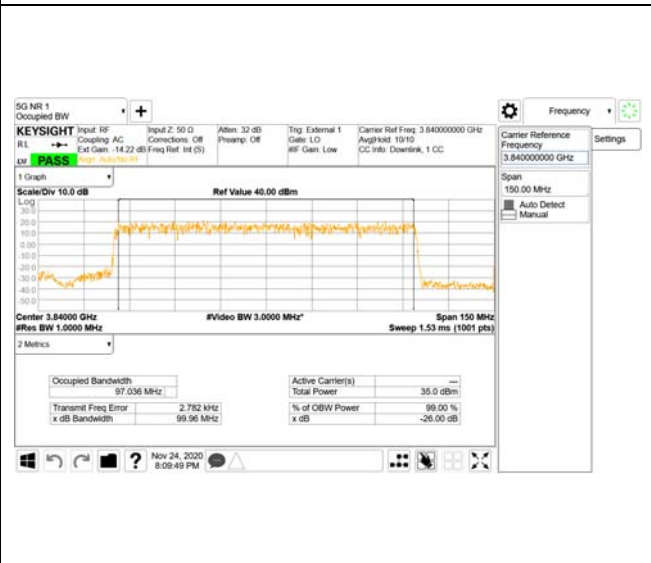 5G NR 1
Occupied BW
Frequency
KEYSIGHT
Input: RF
Input Z: 50 Ω
Atten: 32 dB
Trig: External 1
Carrier Ref Freq: 3.840000000 GHz
R L
Coupling: AC
Corrections: Off
Preamp: Off
Gate: LO
Avg|Hold: 10/10
Ext Gain: -14.22 dB
Freq Ref: Int (S)
#IF Gain: Low
CC Info: Downlink, 1 CC
PASS
Align: Auto/No RF
Carrier Reference
Frequency
3.840000000 GHz
Settings
Span
150.00 MHz
Auto Detect
Manual
1 Graph
Scale/Div 10.0 dB
Ref Value 40.00 dBm
Log
30.0
20.0
10.0
0.00
-10.0
-20.0
-30.0
-40.0
-50.0
Center 3.84000 GHz
#Video BW 3.0000 MHz*
Span 150 MHz
#Res BW 1.0000 MHz
Sweep 1.53 ms (1001 pts)
2 Metrics
Occupied Bandwidth
97.036 MHz
Active Carrier(s)
---
Total Power
35.0 dBm
Transmit Freq Error
2.782 kHz
% of OBW Power
99.00 %
x dB Bandwidth
99.96 MHz
x dB
-26.00 dB
?
Nov 24, 2020
8:09:49 PM